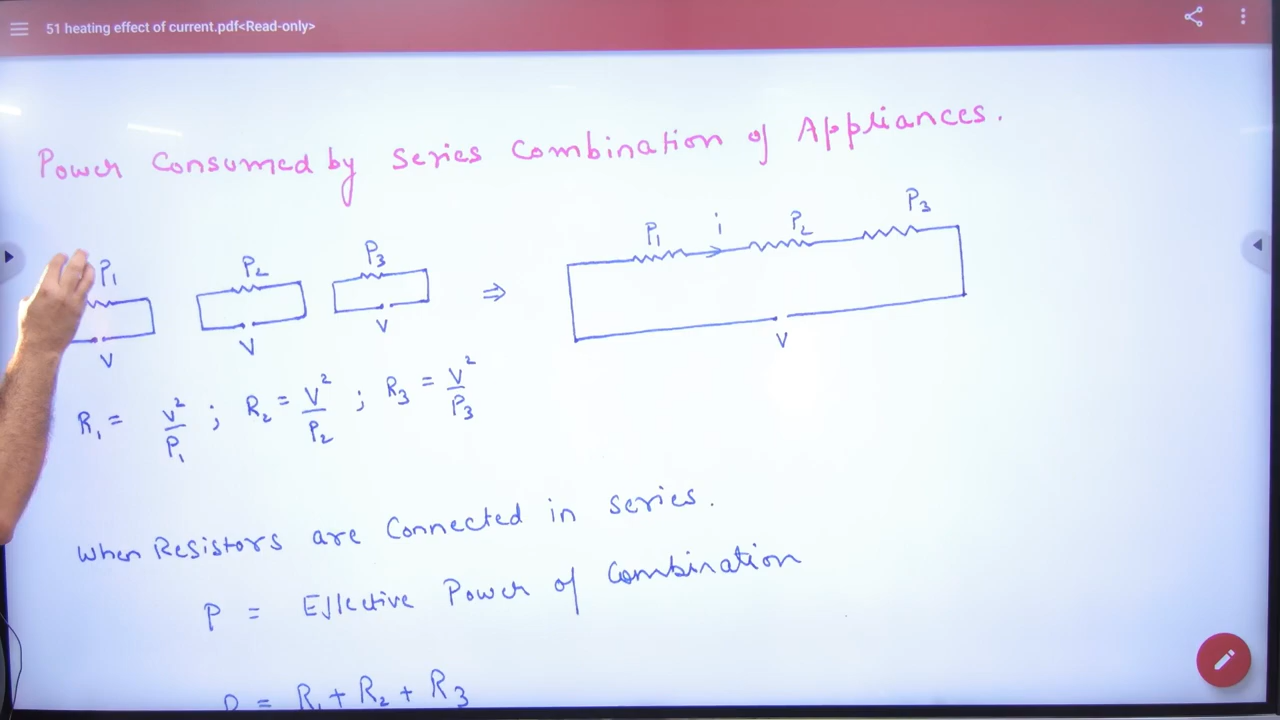 51 heating effect of current.pdf<Read-only>
Power Consumed by Series Combination of Appliances.
P₁ P₂ P₃ ⇒ P₁ i P₂ P₃
V V V V
R₁ = V²/P₁ ; R₂ = V²/P₂ ; R₃ = V²/P₃
When Resistors are Connected in series.
P = Effective Power of Combination
R = R₁ + R₂ + R₃